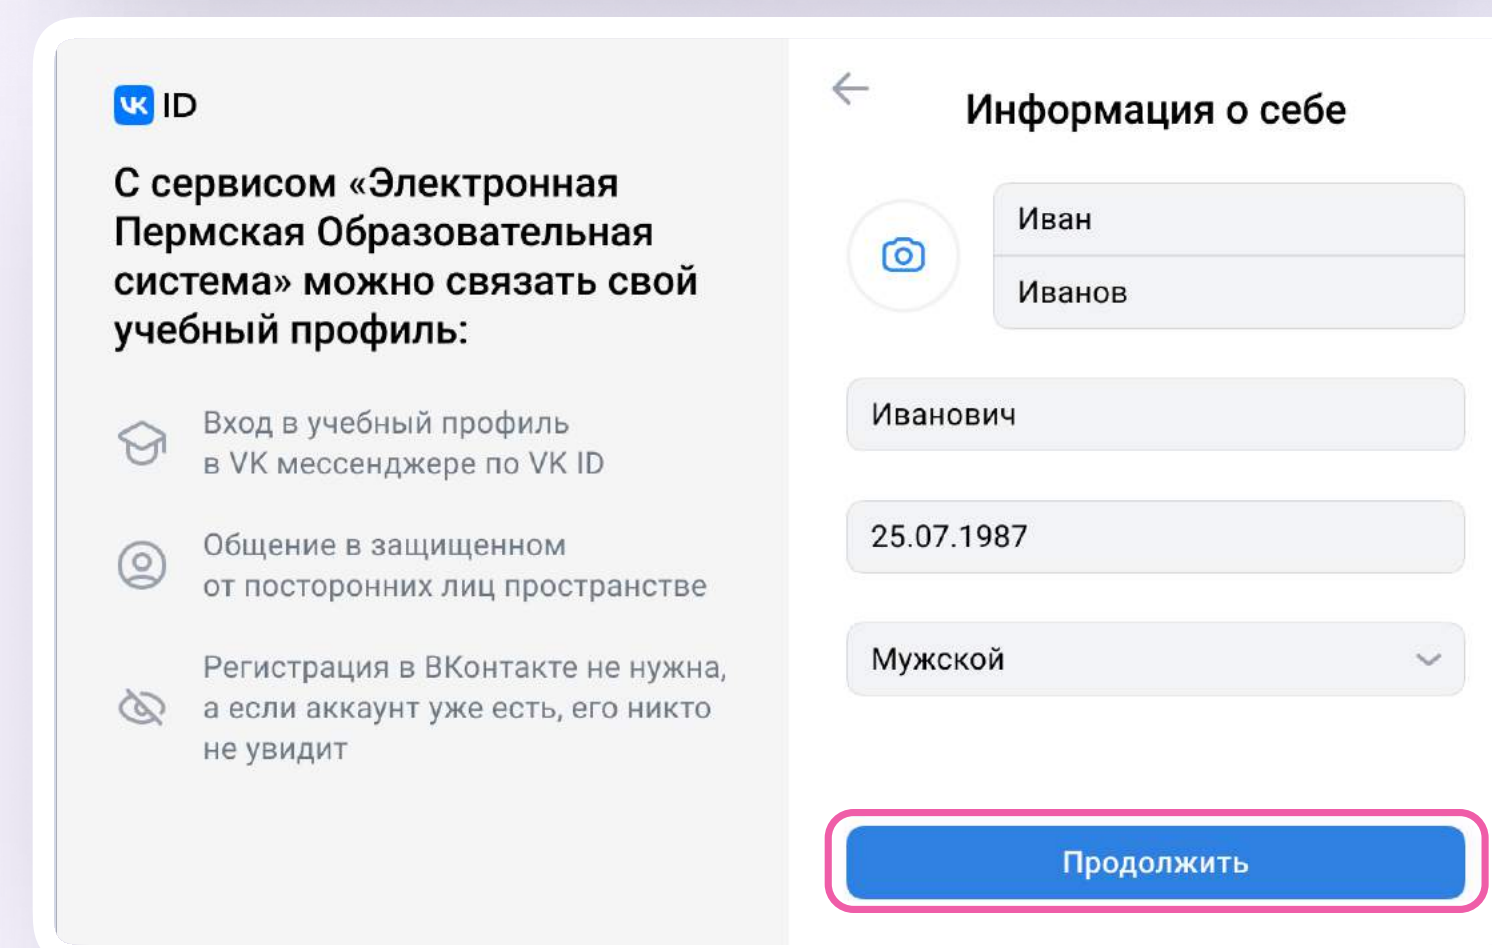 VK ID
С сервисом «Электронная
Пермская Образовательная
система» можно связать свой
учебный профиль:
Вход в учебный профиль
в VK мессенджере по VK ID
Общение в защищенном
от посторонних лиц пространстве
Регистрация в ВКонтакте не нужна,
а если аккаунт уже есть, его никто
не увидит
Информация о себе
Иван
Иванов
Иванович
25.07.1987
Мужской
Продолжить